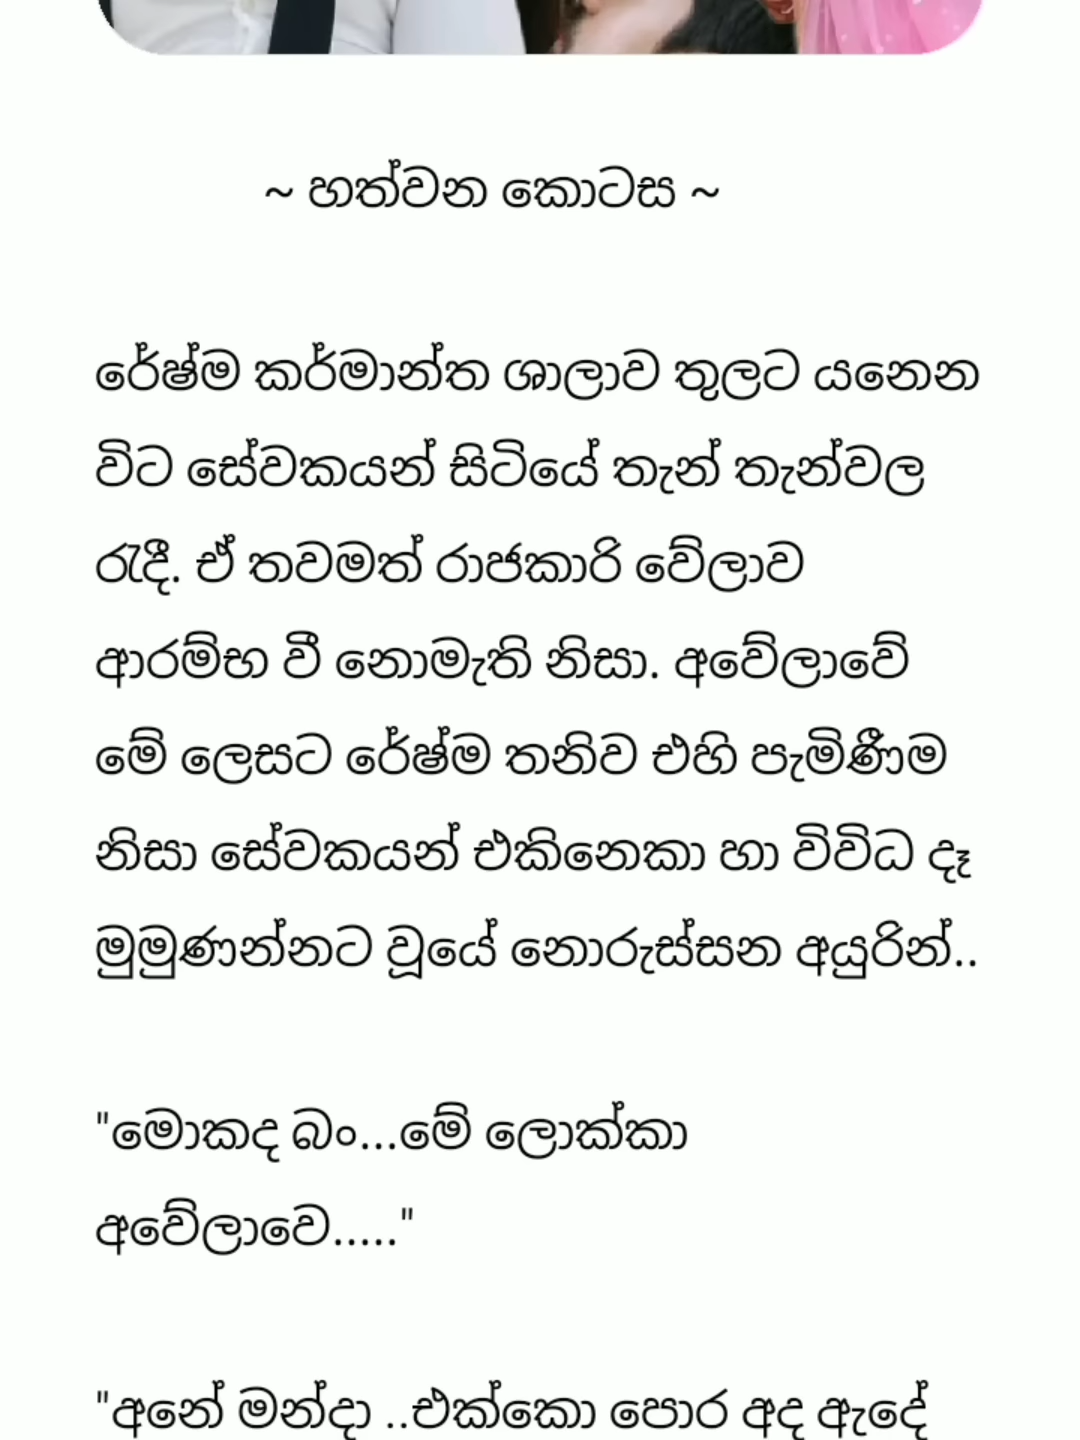 ~ හත්වන කොටස ~
රේෂ්ම කර්මාන්ත ශාලාව තුලට යනෙන
විට සේවකයන් සිටියේ තැන් තැන්වල
රැදී. ඒ තවමත් රාජකාරි වේලාව
ආරම්භ වී නොමැති නිසා. අවේලාවේ
මේ ලෙසට රේෂ්ම තනිව එහි පැමිණීම
නිසා සේවකයන් එකිනෙකා හා විවිධ දෑ
මුමුණන්නට වූයේ නොරුස්සන අයුරින්..
"මොකද බං...මේ ලොක්කා
අවේලාවෙ....."
"අනේ මන්දා ..එක්කො පොර අද ඇදේ